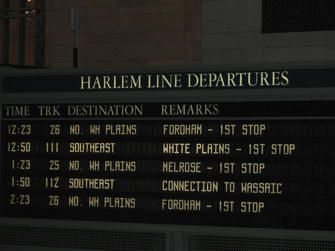 HARLEM LINE DEPARTURES
TIME TRK DESTINATION REMARKS
12:23 26 NO. WH PLAINS FORDHAM - 1ST STOP
12:50 111 SOUTHEAST WHITE PLAINS - 1ST STOP
1:23 25 NO. WH PLAINS MELROSE - 1ST STOP
1:50 112 SOUTHEAST CONNECTION TO WASSAIC
2:23 26 NO. WH PLAINS FORDHAM - 1ST STOP